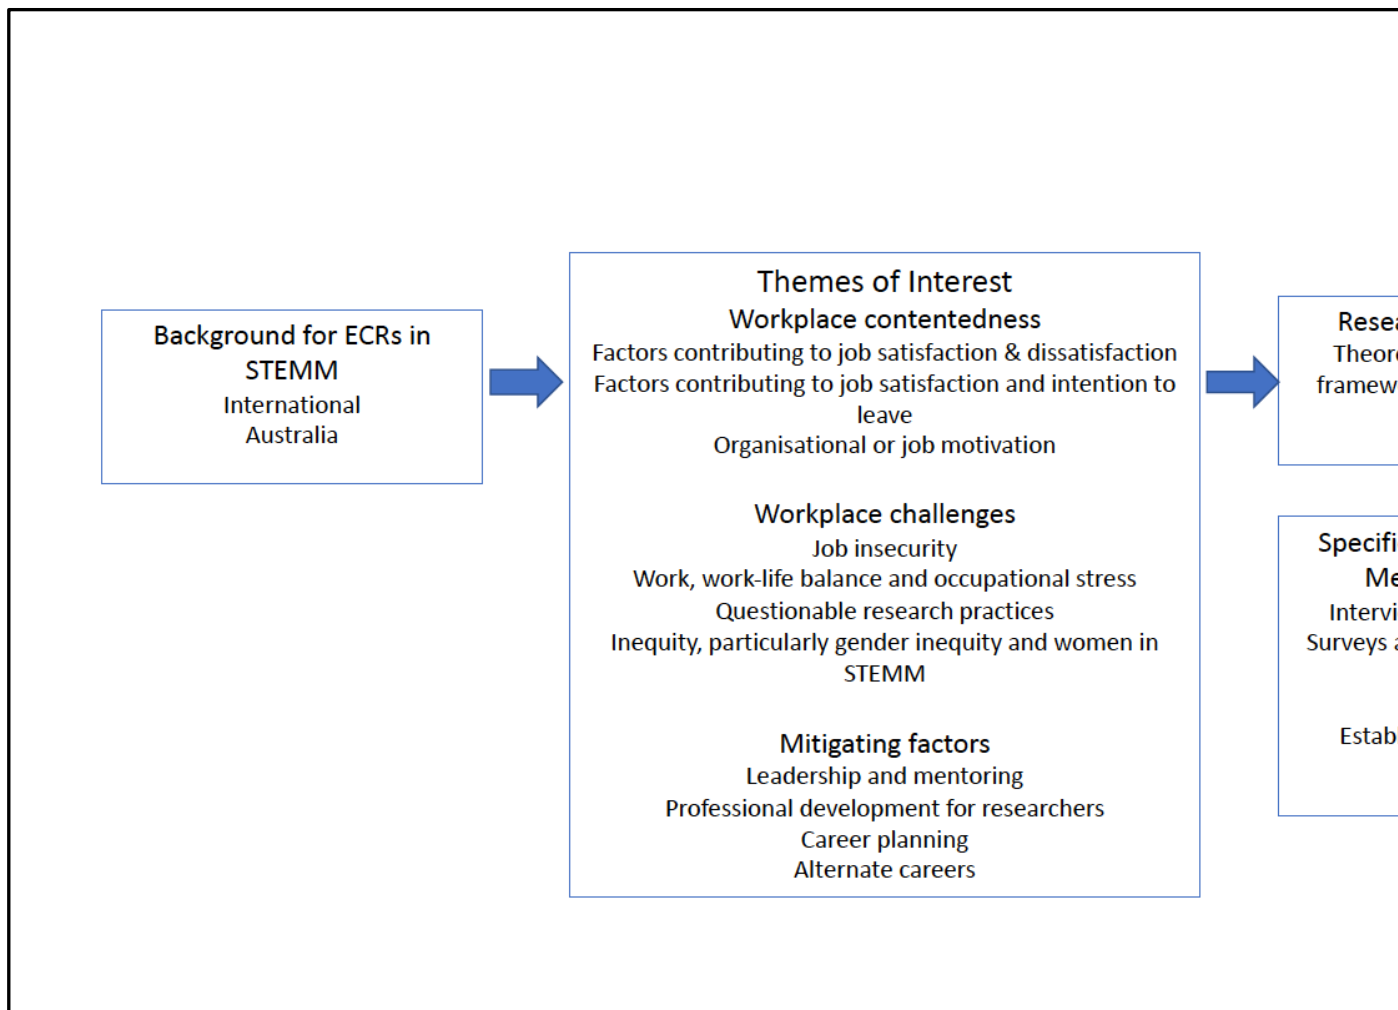 Background for ECRs in
STEMM
International
Australia
Themes of Interest
Workplace contentedness
Factors contributing to job satisfaction & dissatisfaction
Factors contributing to job satisfaction and intention to
leave
Organisational or job motivation
Workplace challenges
Job insecurity
Work, work-life balance and occupational stress
Questionable research practices
Inequity, particularly gender inequity and women in
STEMM
Mitigating factors
Leadership and mentoring
Professional development for researchers
Career planning
Alternate careers
Surveys